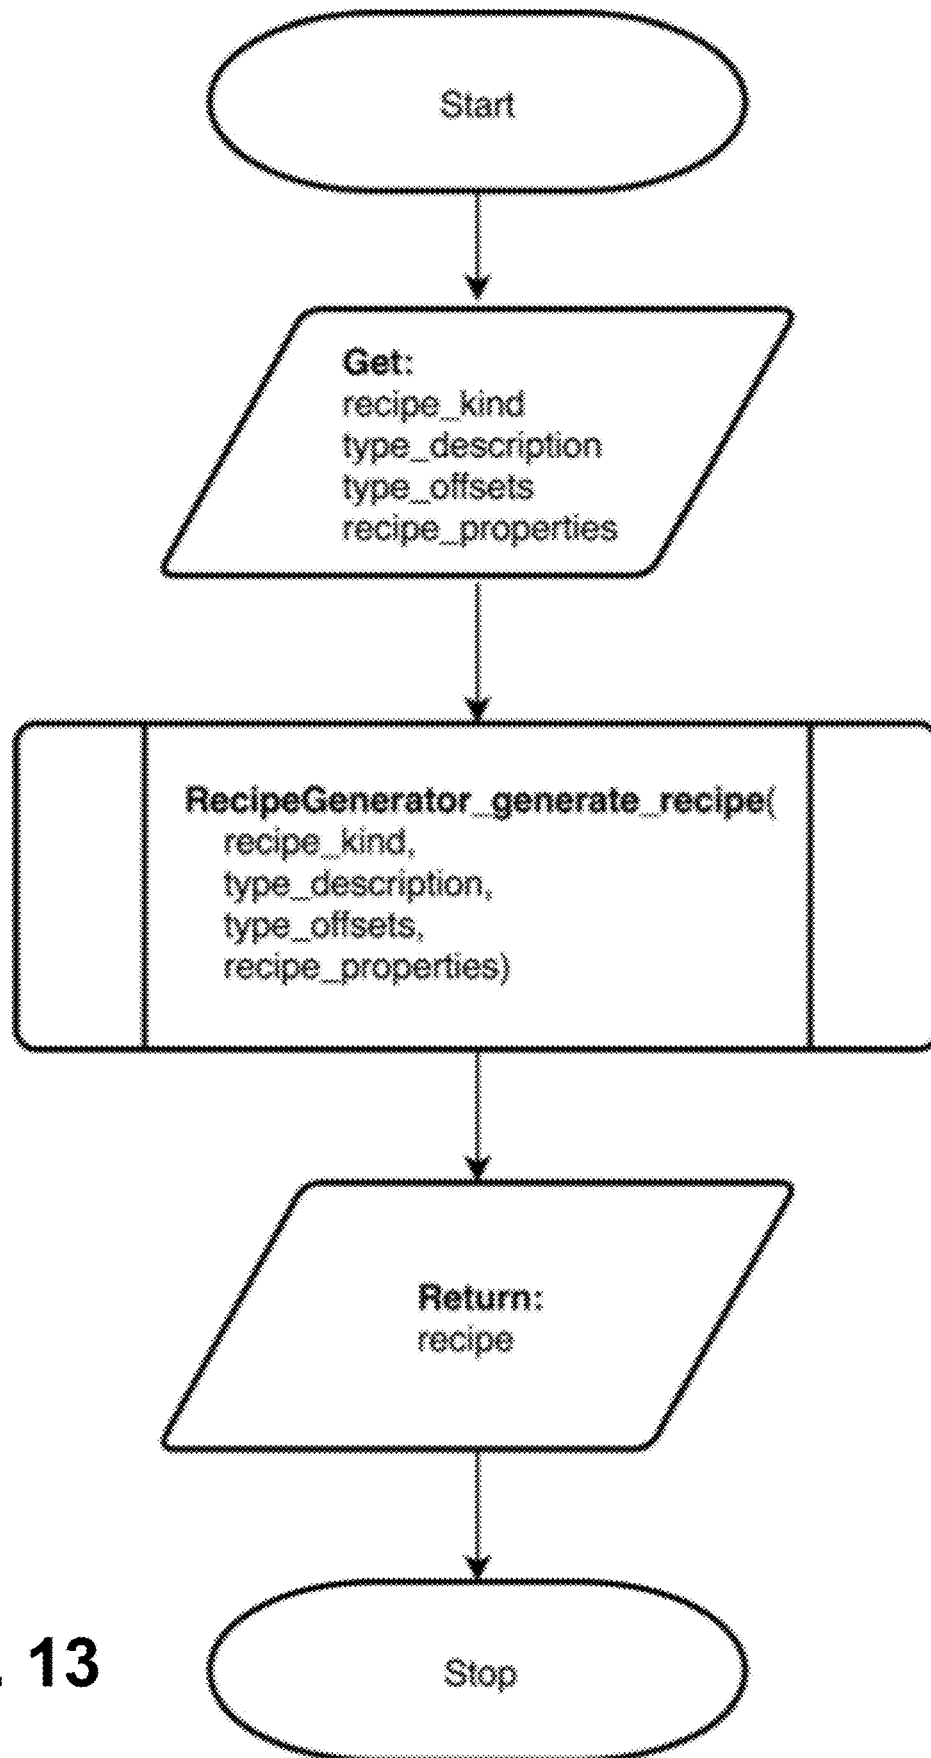 Start
Get:
recipe_kind
type_description
type_offsets
recipe_properties
RecipeGenerator_generate_recipe(
recipe_kind,
type_description,
type_offsets,
recipe_properties)
Return:
recipe
Stop
. 13